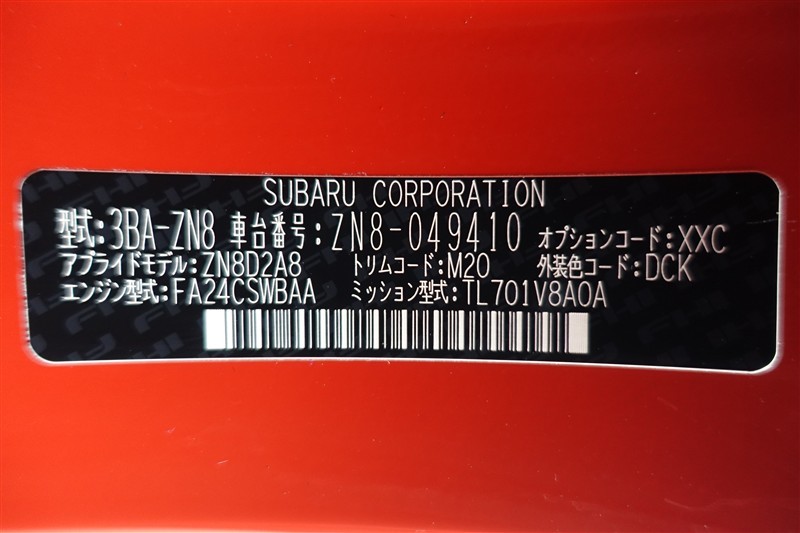 SUBARU CORPORATION
型式:3BA-ZN8 車台番号:ZN8-049410 オプションコード:XXC
アプライドモデル:ZN8D2A8 トリムコード:M20 外装色コード:DCK
エンジン型式:FA24CSWBAA ミッション型式:TL701V8A0A